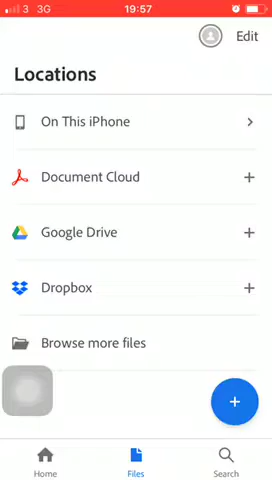 3 3G 19:57
Edit
Locations
On This iPhone
Document Cloud
Google Drive
Dropbox
Browse more files
Home Files Search